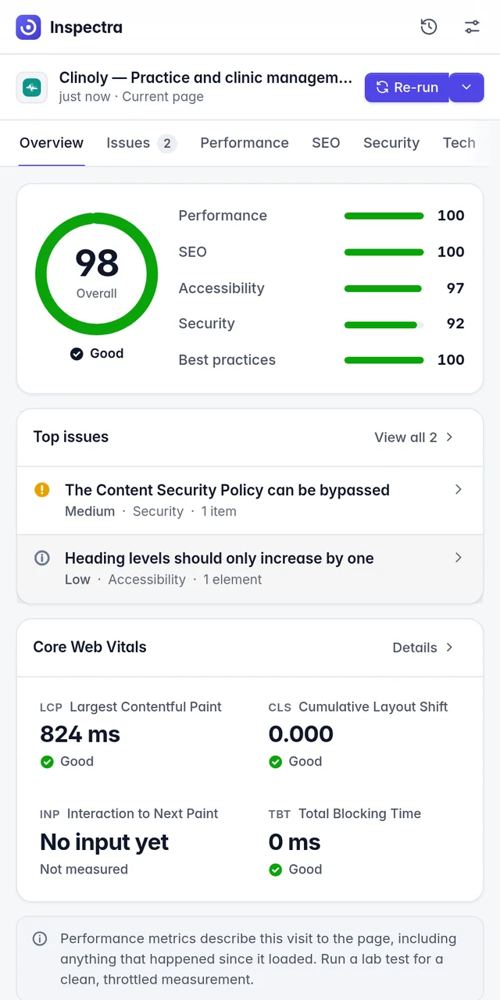 Inspectra
Clinoly — Practice and clinic managem...
just now · Current page
Re-run
Overview Issues 2 Performance SEO Security Tech
98
Overall
Good
Performance 100
SEO 100
Accessibility 97
Security 92
Best practices 100
Top issues View all 2
The Content Security Policy can be bypassed
Medium · Security · 1 item
Heading levels should only increase by one
Low · Accessibility · 1 element
Core Web Vitals Details
LCP Largest Contentful Paint
824 ms
Good
CLS Cumulative Layout Shift
0.000
Good
INP Interaction to Next Paint
No input yet
Not measured
TBT Total Blocking Time
0 ms
Good
Performance metrics describe this visit to the page, including
anything that happened since it loaded. Run a lab test for a
clean, throttled measurement.